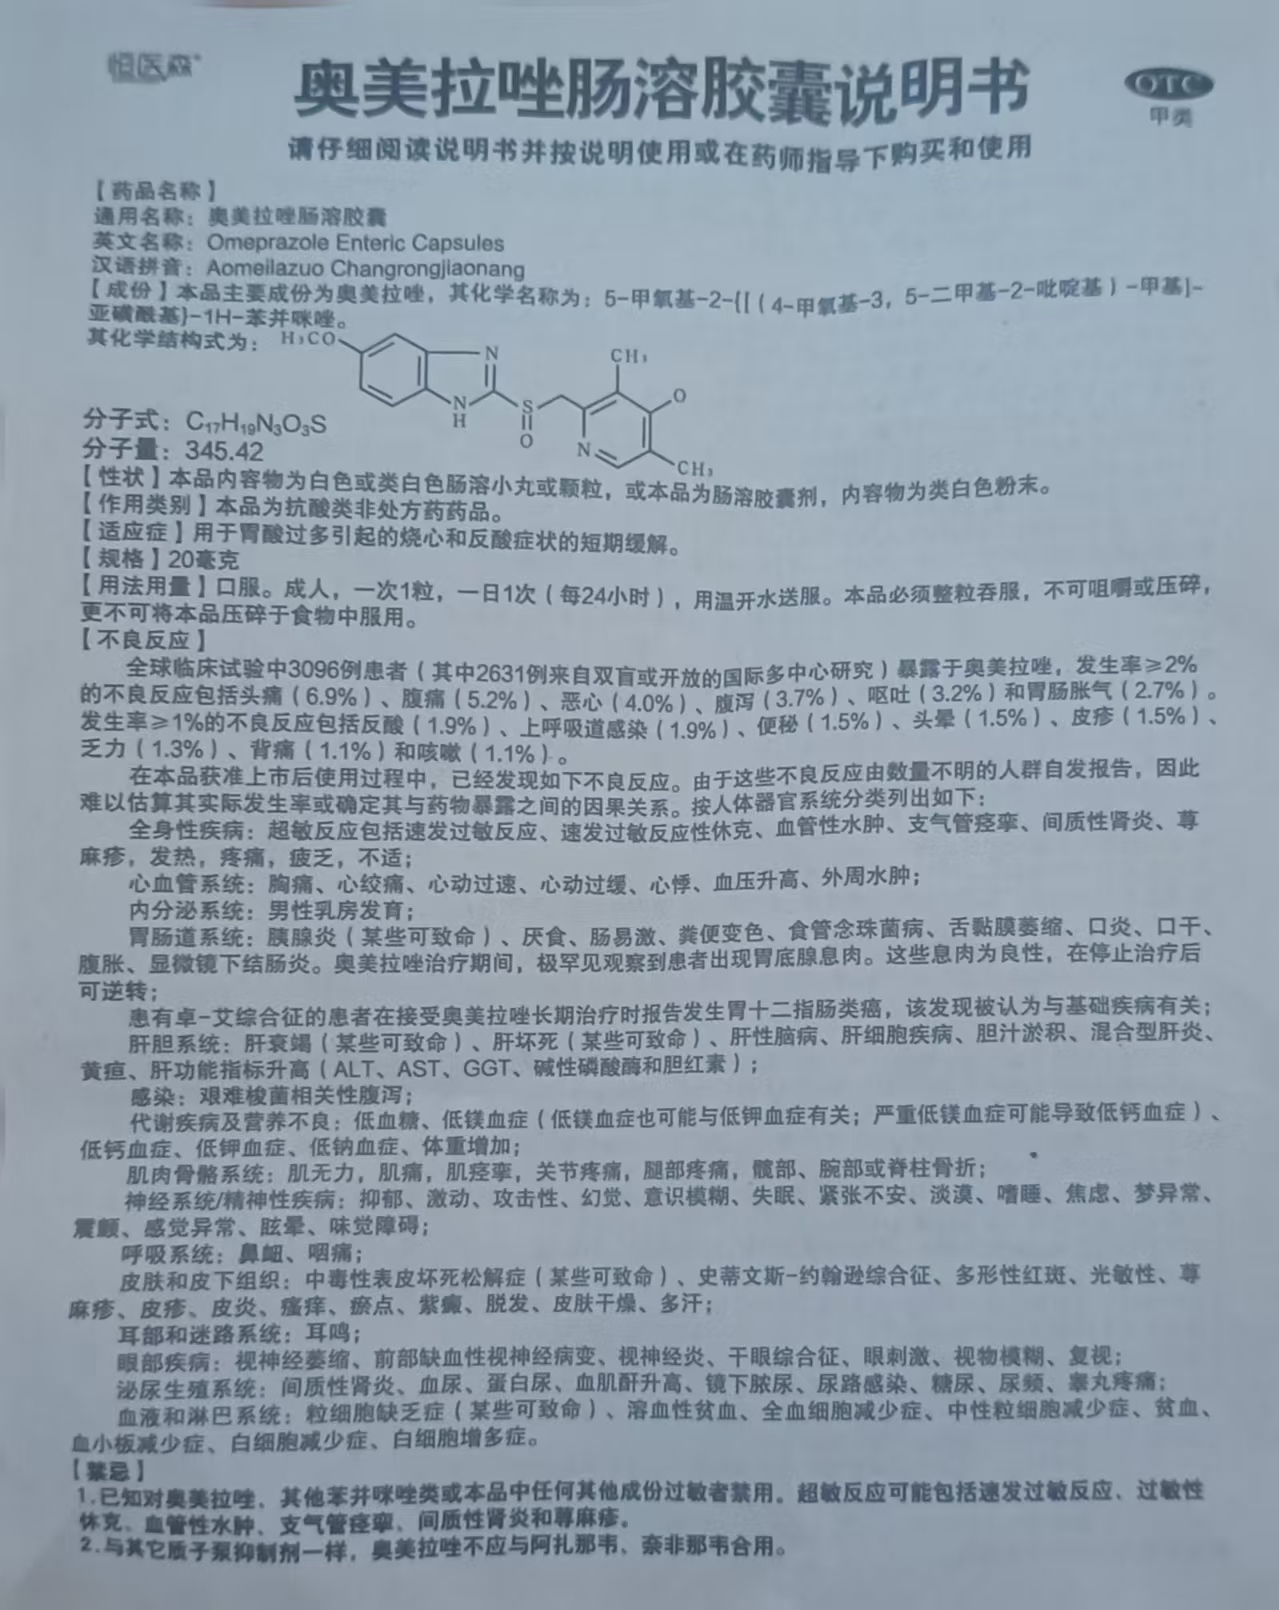 恒医森
奥美拉唑肠溶胶囊说明书
OTC
甲类
请仔细阅读说明书并按说明使用或在药师指导下购买和使用
【药品名称】
通用名称：奥美拉唑肠溶胶囊
英文名称：Omeprazole Enteric Capsules
汉语拼音：Aomeilazuo Changrongjiaonang
【成份】本品主要成份为奥美拉唑，其化学名称为：5-甲氧基-2-{[（4-甲氧基-3，5-二甲基-2-吡啶基）-甲基]-
亚磺酰基}-1H-苯并咪唑。
其化学结构式为：
H₃CO
N
N
H
S
O
CH₃
O
N
CH₃
分子式：C₁₇H₁₉N₃O₃S
分子量：345.42
【性状】本品内容物为白色或类白色肠溶小丸或颗粒，或本品为肠溶胶囊剂，内容物为类白色粉末。
【作用类别】本品为抗酸类非处方药药品。
【适应症】用于胃酸过多引起的烧心和反酸症状的短期缓解。
【规格】20毫克
【用法用量】口服。成人，一次1粒，一日1次（每24小时），用温开水送服。本品必须整粒吞服，不可咀嚼或压碎，
更不可将本品压碎于食物中服用。
【不良反应】
全球临床试验中3096例患者（其中2631例来自双盲或开放的国际多中心研究）暴露于奥美拉唑，发生率≥2%
的不良反应包括头痛（6.9%）、腹痛（5.2%）、恶心（4.0%）、腹泻（3.7%）、呕吐（3.2%）和胃肠胀气（2.7%）。
发生率≥1%的不良反应包括反酸（1.9%）、上呼吸道感染（1.9%）、便秘（1.5%）、头晕（1.5%）、皮疹（1.5%）、
乏力（1.3%）、背痛（1.1%）和咳嗽（1.1%）。
在本品获准上市后使用过程中，已经发现如下不良反应。由于这些不良反应由数量不明的人群自发报告，因此
难以估算其实际发生率或确定其与药物暴露之间的因果关系。按人体器官系统分类列出如下：
全身性疾病：超敏反应包括速发过敏反应、速发过敏反应性休克、血管性水肿、支气管痉挛、间质性肾炎、荨
麻疹，发热，疼痛，疲乏，不适；
心血管系统：胸痛、心绞痛、心动过速、心动过缓、心悸、血压升高、外周水肿；
内分泌系统：男性乳房发育；
胃肠道系统：胰腺炎（某些可致命）、厌食、肠易激、粪便变色、食管念珠菌病、舌黏膜萎缩、口炎、口干、
腹胀、显微镜下结肠炎。奥美拉唑治疗期间，极罕见观察到患者出现胃底腺息肉。这些息肉为良性，在停止治疗后
可逆转；
患有卓-艾综合征的患者在接受奥美拉唑长期治疗时报告发生胃十二指肠类癌，该发现被认为与基础疾病有关；
肝胆系统：肝衰竭（某些可致命）、肝坏死（某些可致命）、肝性脑病、肝细胞疾病、胆汁淤积、混合型肝炎、
黄疸、肝功能指标升高（ALT、AST、GGT、碱性磷酸酶和胆红素）；
感染：艰难梭菌相关性腹泻；
代谢疾病及营养不良：低血糖、低镁血症（低镁血症也可能与低钾血症有关；严重低镁血症可能导致低钙血症）、
低钙血症、低钾血症、低钠血症、体重增加；
肌肉骨骼系统：肌无力，肌痛，肌痉挛，关节疼痛，腿部疼痛，髋部、腕部或脊柱骨折；
神经系统/精神性疾病：抑郁、激动、攻击性、幻觉、意识模糊、失眠、紧张不安、淡漠、嗜睡、焦虑、梦异常、
震颤、感觉异常、眩晕、味觉障碍；
呼吸系统：鼻衄、咽痛；
皮肤和皮下组织：中毒性表皮坏死松解症（某些可致命）、史蒂文斯-约翰逊综合征、多形性红斑、光敏性、荨
麻疹、皮疹、皮炎、瘙痒、瘀点、紫癜、脱发、皮肤干燥、多汗；
耳部和迷路系统：耳鸣；
眼部疾病：视神经萎缩、前部缺血性视神经病变、视神经炎、干眼综合征、眼刺激、视物模糊、复视；
泌尿生殖系统：间质性肾炎、血尿、蛋白尿、血肌酐升高、镜下脓尿、尿路感染、糖尿、尿频、睾丸疼痛；
血液和淋巴系统：粒细胞缺乏症（某些可致命）、溶血性贫血、全血细胞减少症、中性粒细胞减少症、贫血、
血小板减少症、白细胞减少症、白细胞增多症。
【禁忌】
1.已知对奥美拉唑、其他苯并咪唑类或本品中任何其他成份过敏者禁用。超敏反应可能包括速发过敏反应、过敏性
休克、血管性水肿、支气管痉挛、间质性肾炎和荨麻疹。
2.与其它质子泵抑制剂一样，奥美拉唑不应与阿扎那韦、奈非那韦合用。